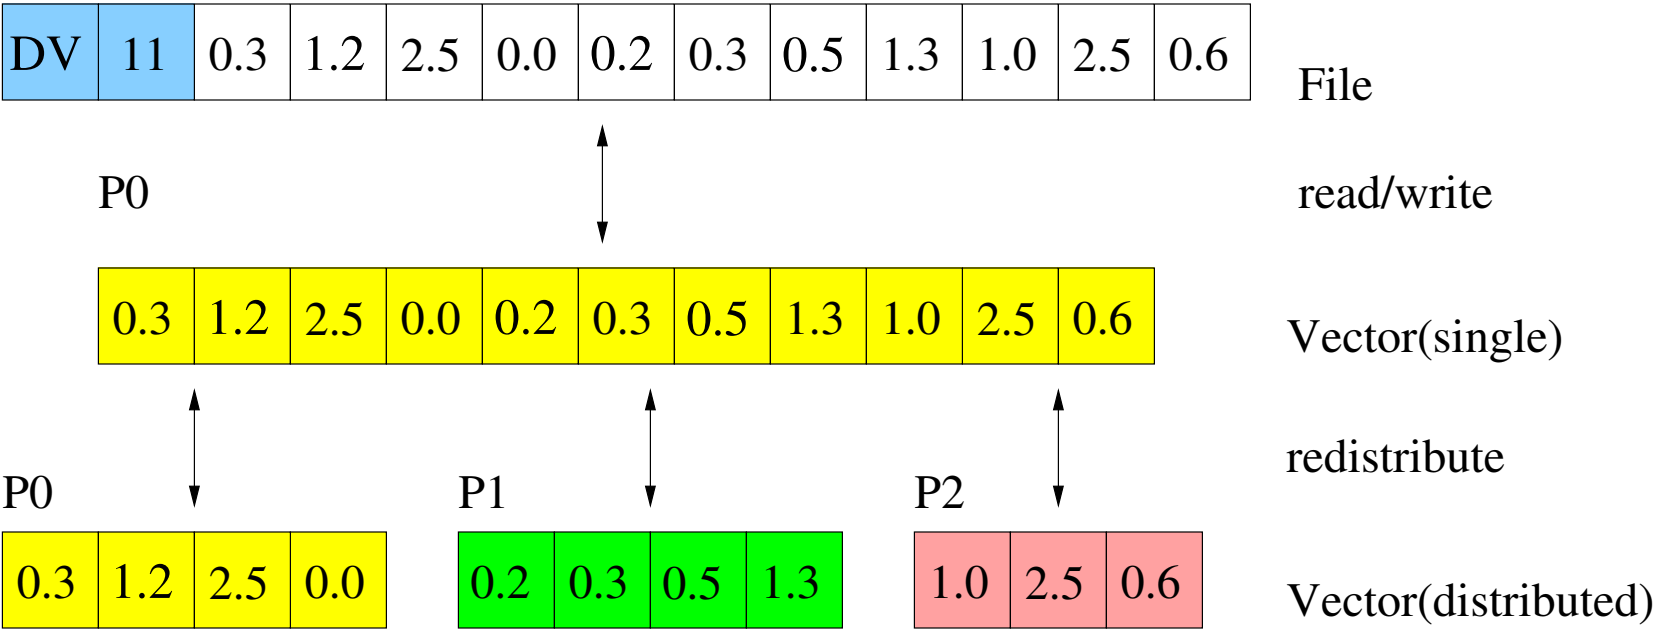 DV 11 0.3 1.2 2.5 0.0 0.2 0.3 0.5 1.3 1.0 2.5 0.6
File
P0
read/write
0.3 1.2 2.5 0.0 0.2 0.3 0.5 1.3 1.0 2.5 0.6
Vector(single)
redistribute
P0 P1 P2
0.3 1.2 2.5 0.0 0.2 0.3 0.5 1.3 1.0 2.5 0.6
Vector(distributed)